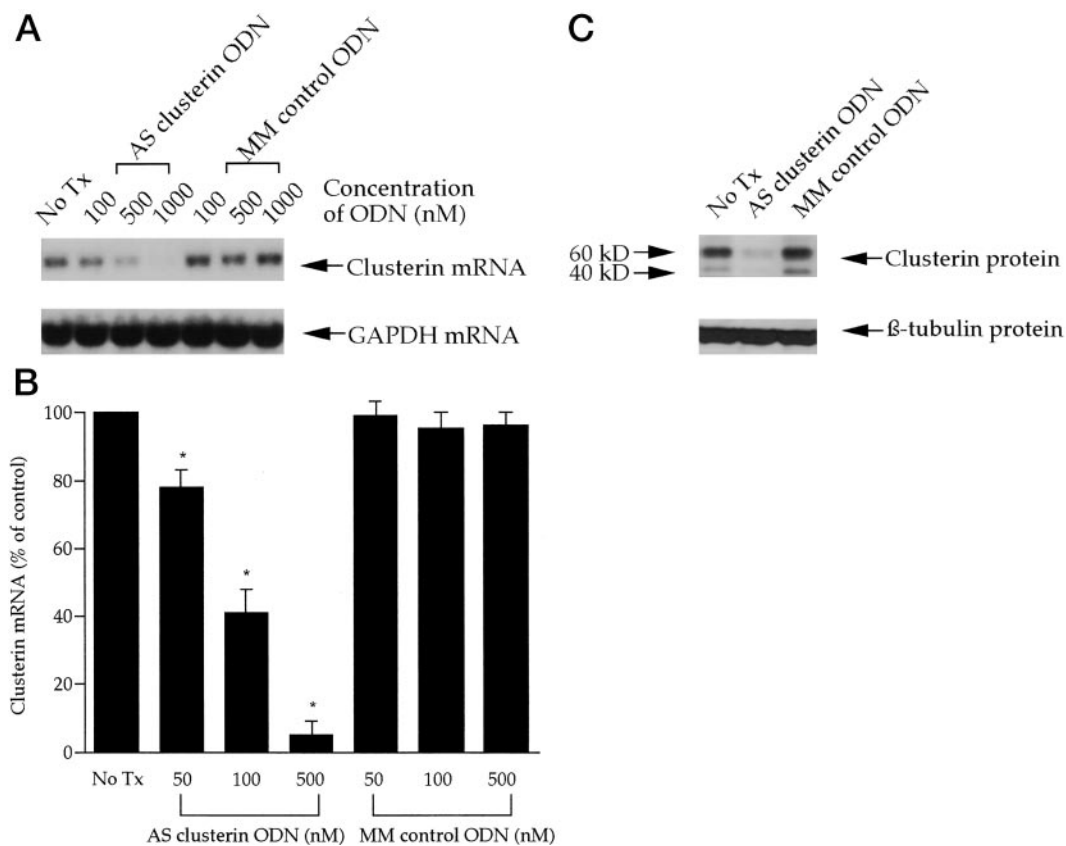 A
AS clusterin ODN
MM control ODN
No Tx
100
500
1000
100
500
1000
Concentration
of ODN (nM)
Clusterin mRNA
GAPDH mRNA
B
Clusterin mRNA (% of control)
100
80
60
40
20
0
*
*
*
No Tx 50 100 500 50 100 500
AS clusterin ODN (nM) MM control ODN (nM)
C
No Tx
AS clusterin ODN
MM control ODN
60 kD
40 kD
Clusterin protein
ß-tubulin protein